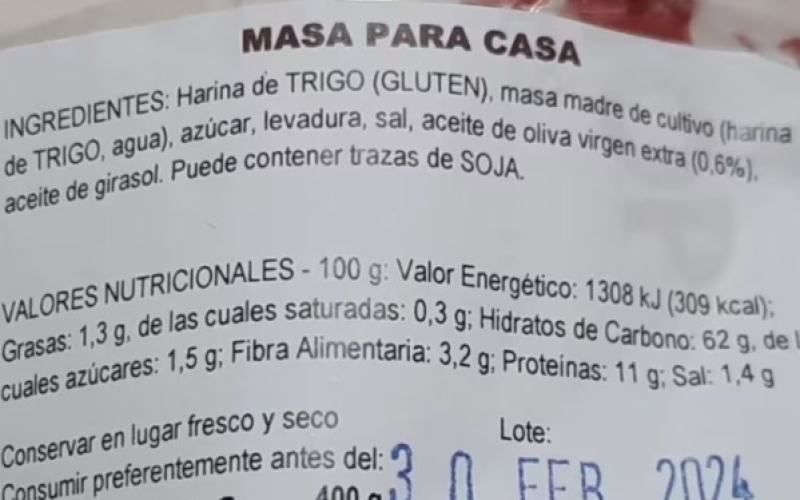 MASA PARA CASA
INGREDIENTES: Harina de TRIGO (GLUTEN), masa madre de cultivo (harina
de TRIGO, agua), azúcar, levadura, sal, aceite de oliva virgen extra (0,6%),
aceite de girasol. Puede contener trazas de SOJA.
VALORES NUTRICIONALES - 100 g: Valor Energético: 1308 kJ (309 kcal);
Grasas: 1,3 g, de las cuales saturadas: 0,3 g; Hidratos de Carbono: 62 g, de l
cuales azúcares: 1,5 g; Fibra Alimentaria: 3,2 g; Proteínas: 11 g; Sal: 1,4 g
Conservar en lugar fresco y seco
Lote:
Consumir preferentemente antes del: 30 FEB 2024
400 g